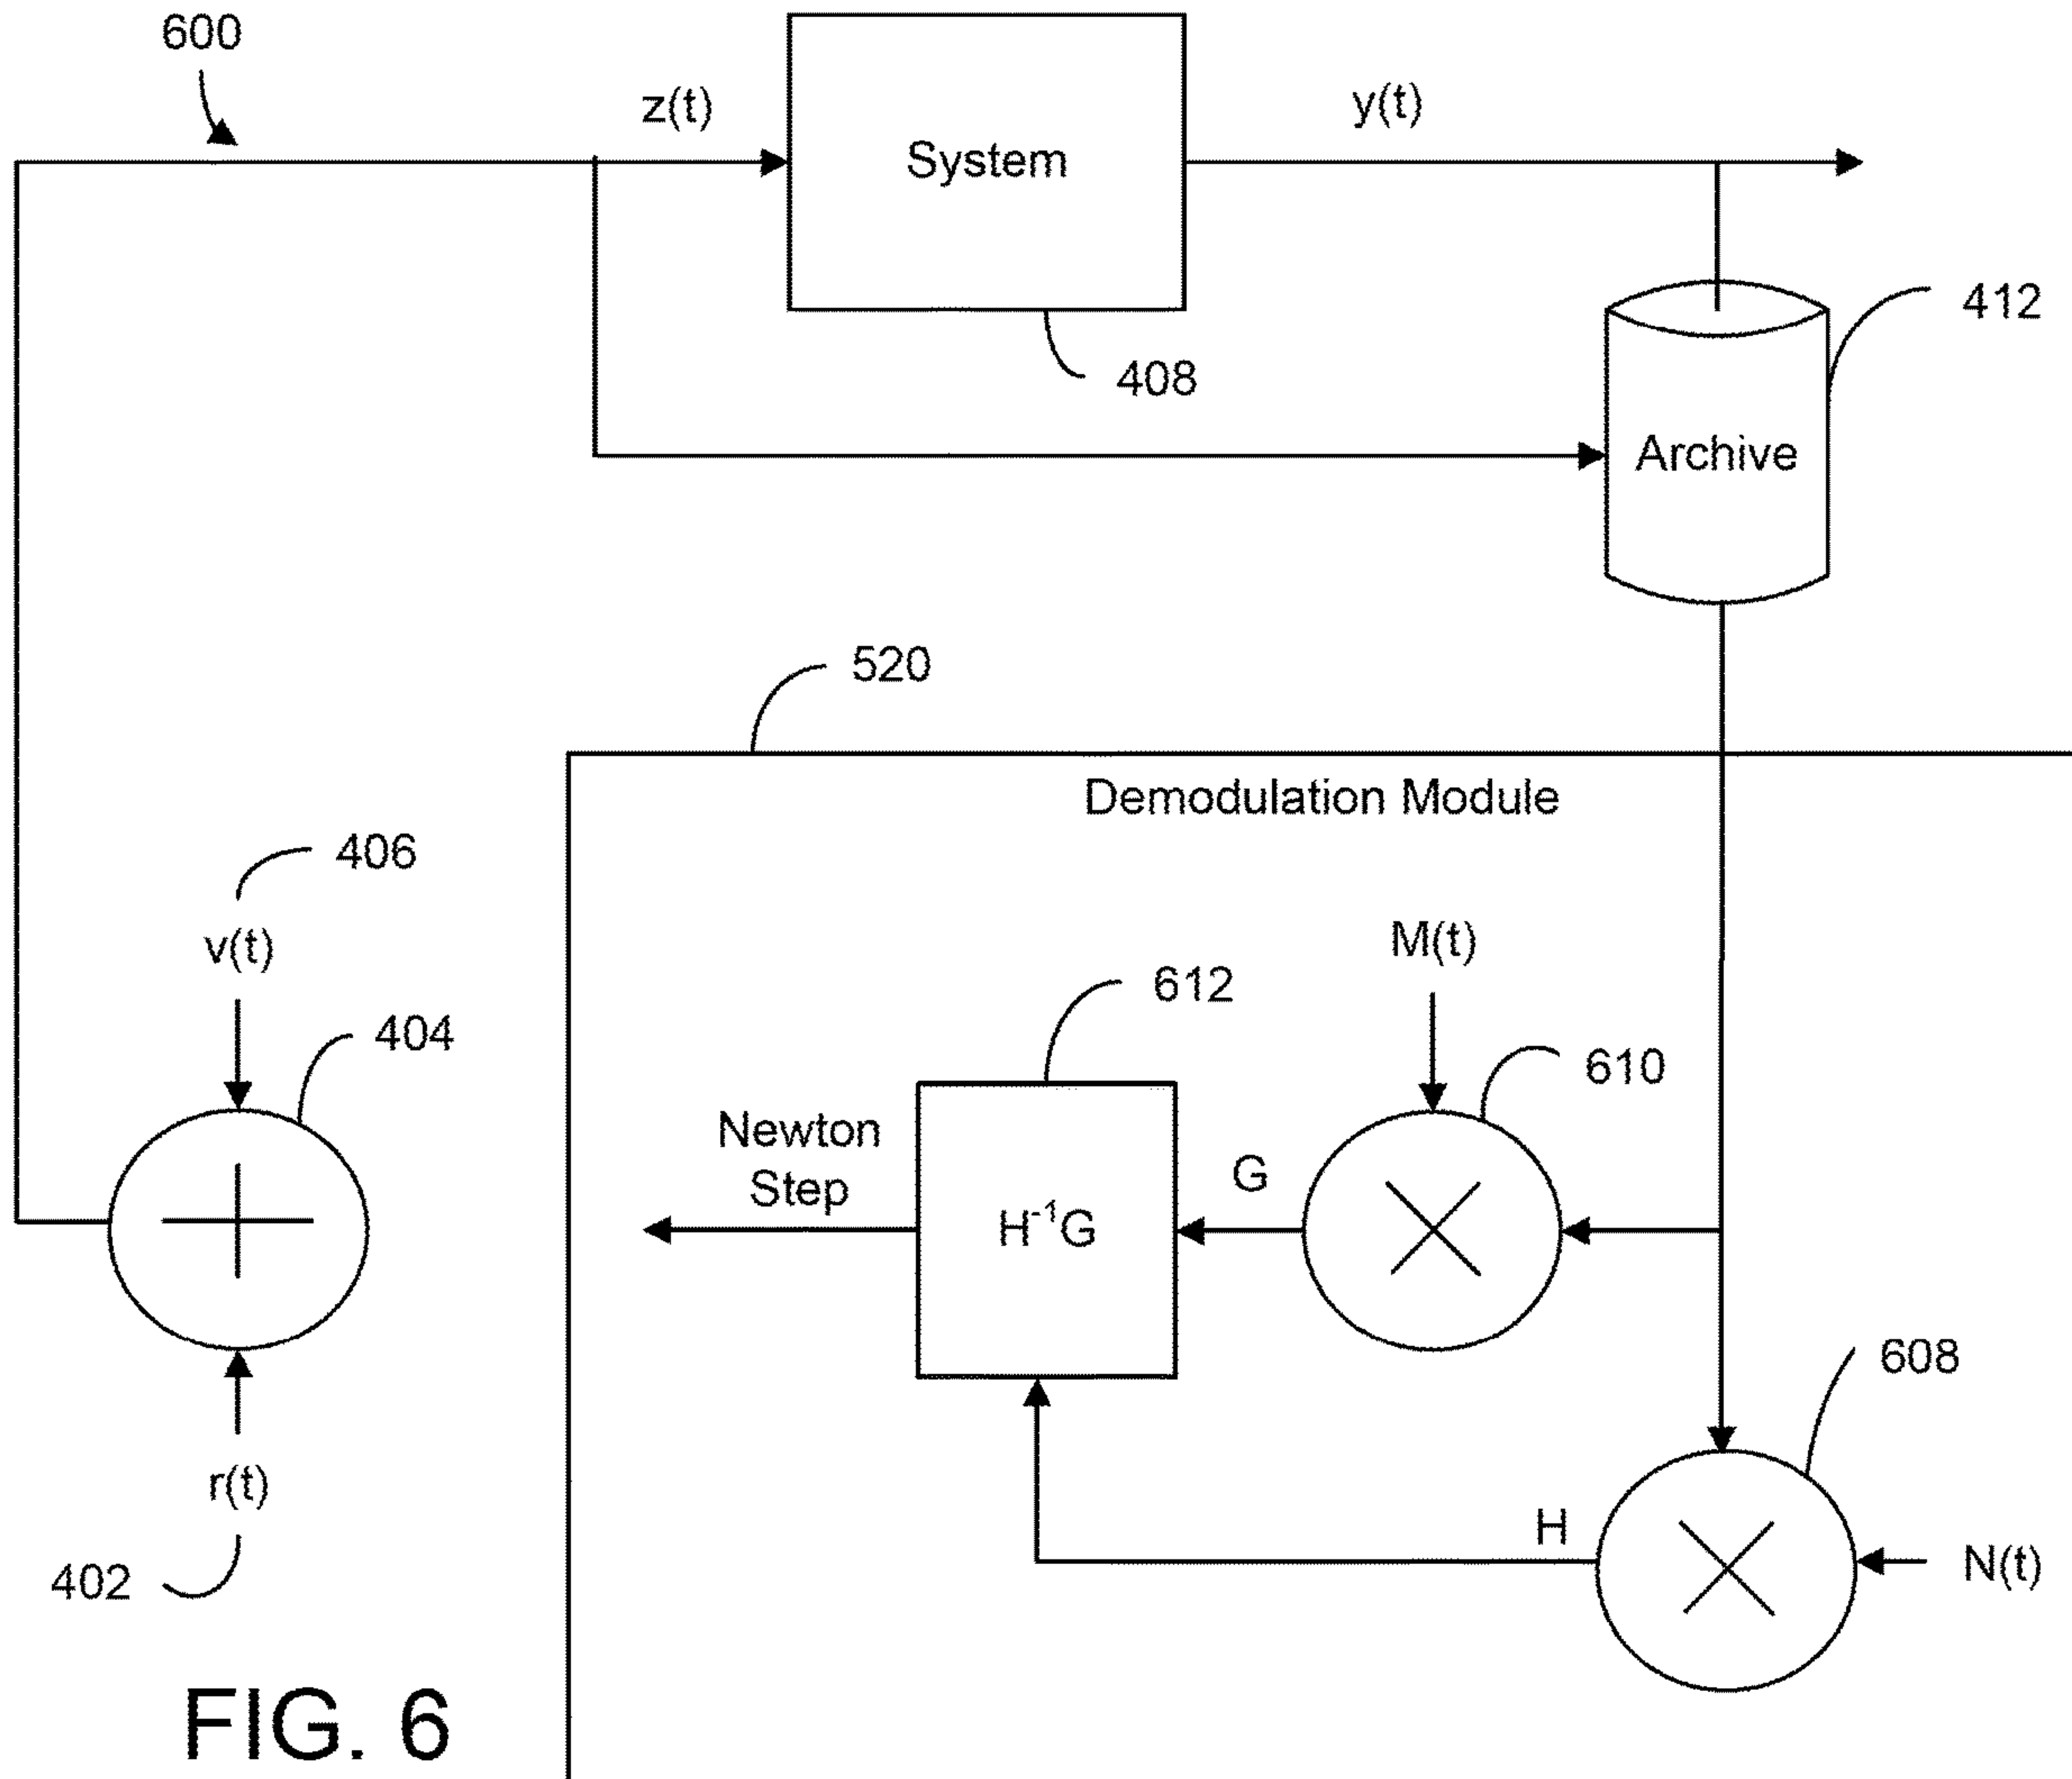 600
z(t)
System
y(t)
408
412
Archive
520
Demodulation Module
406
v(t)
404
M(t)
612
610
Newton
Step
H⁻¹G
G
608
r(t)
402
H
N(t)
FIG. 6